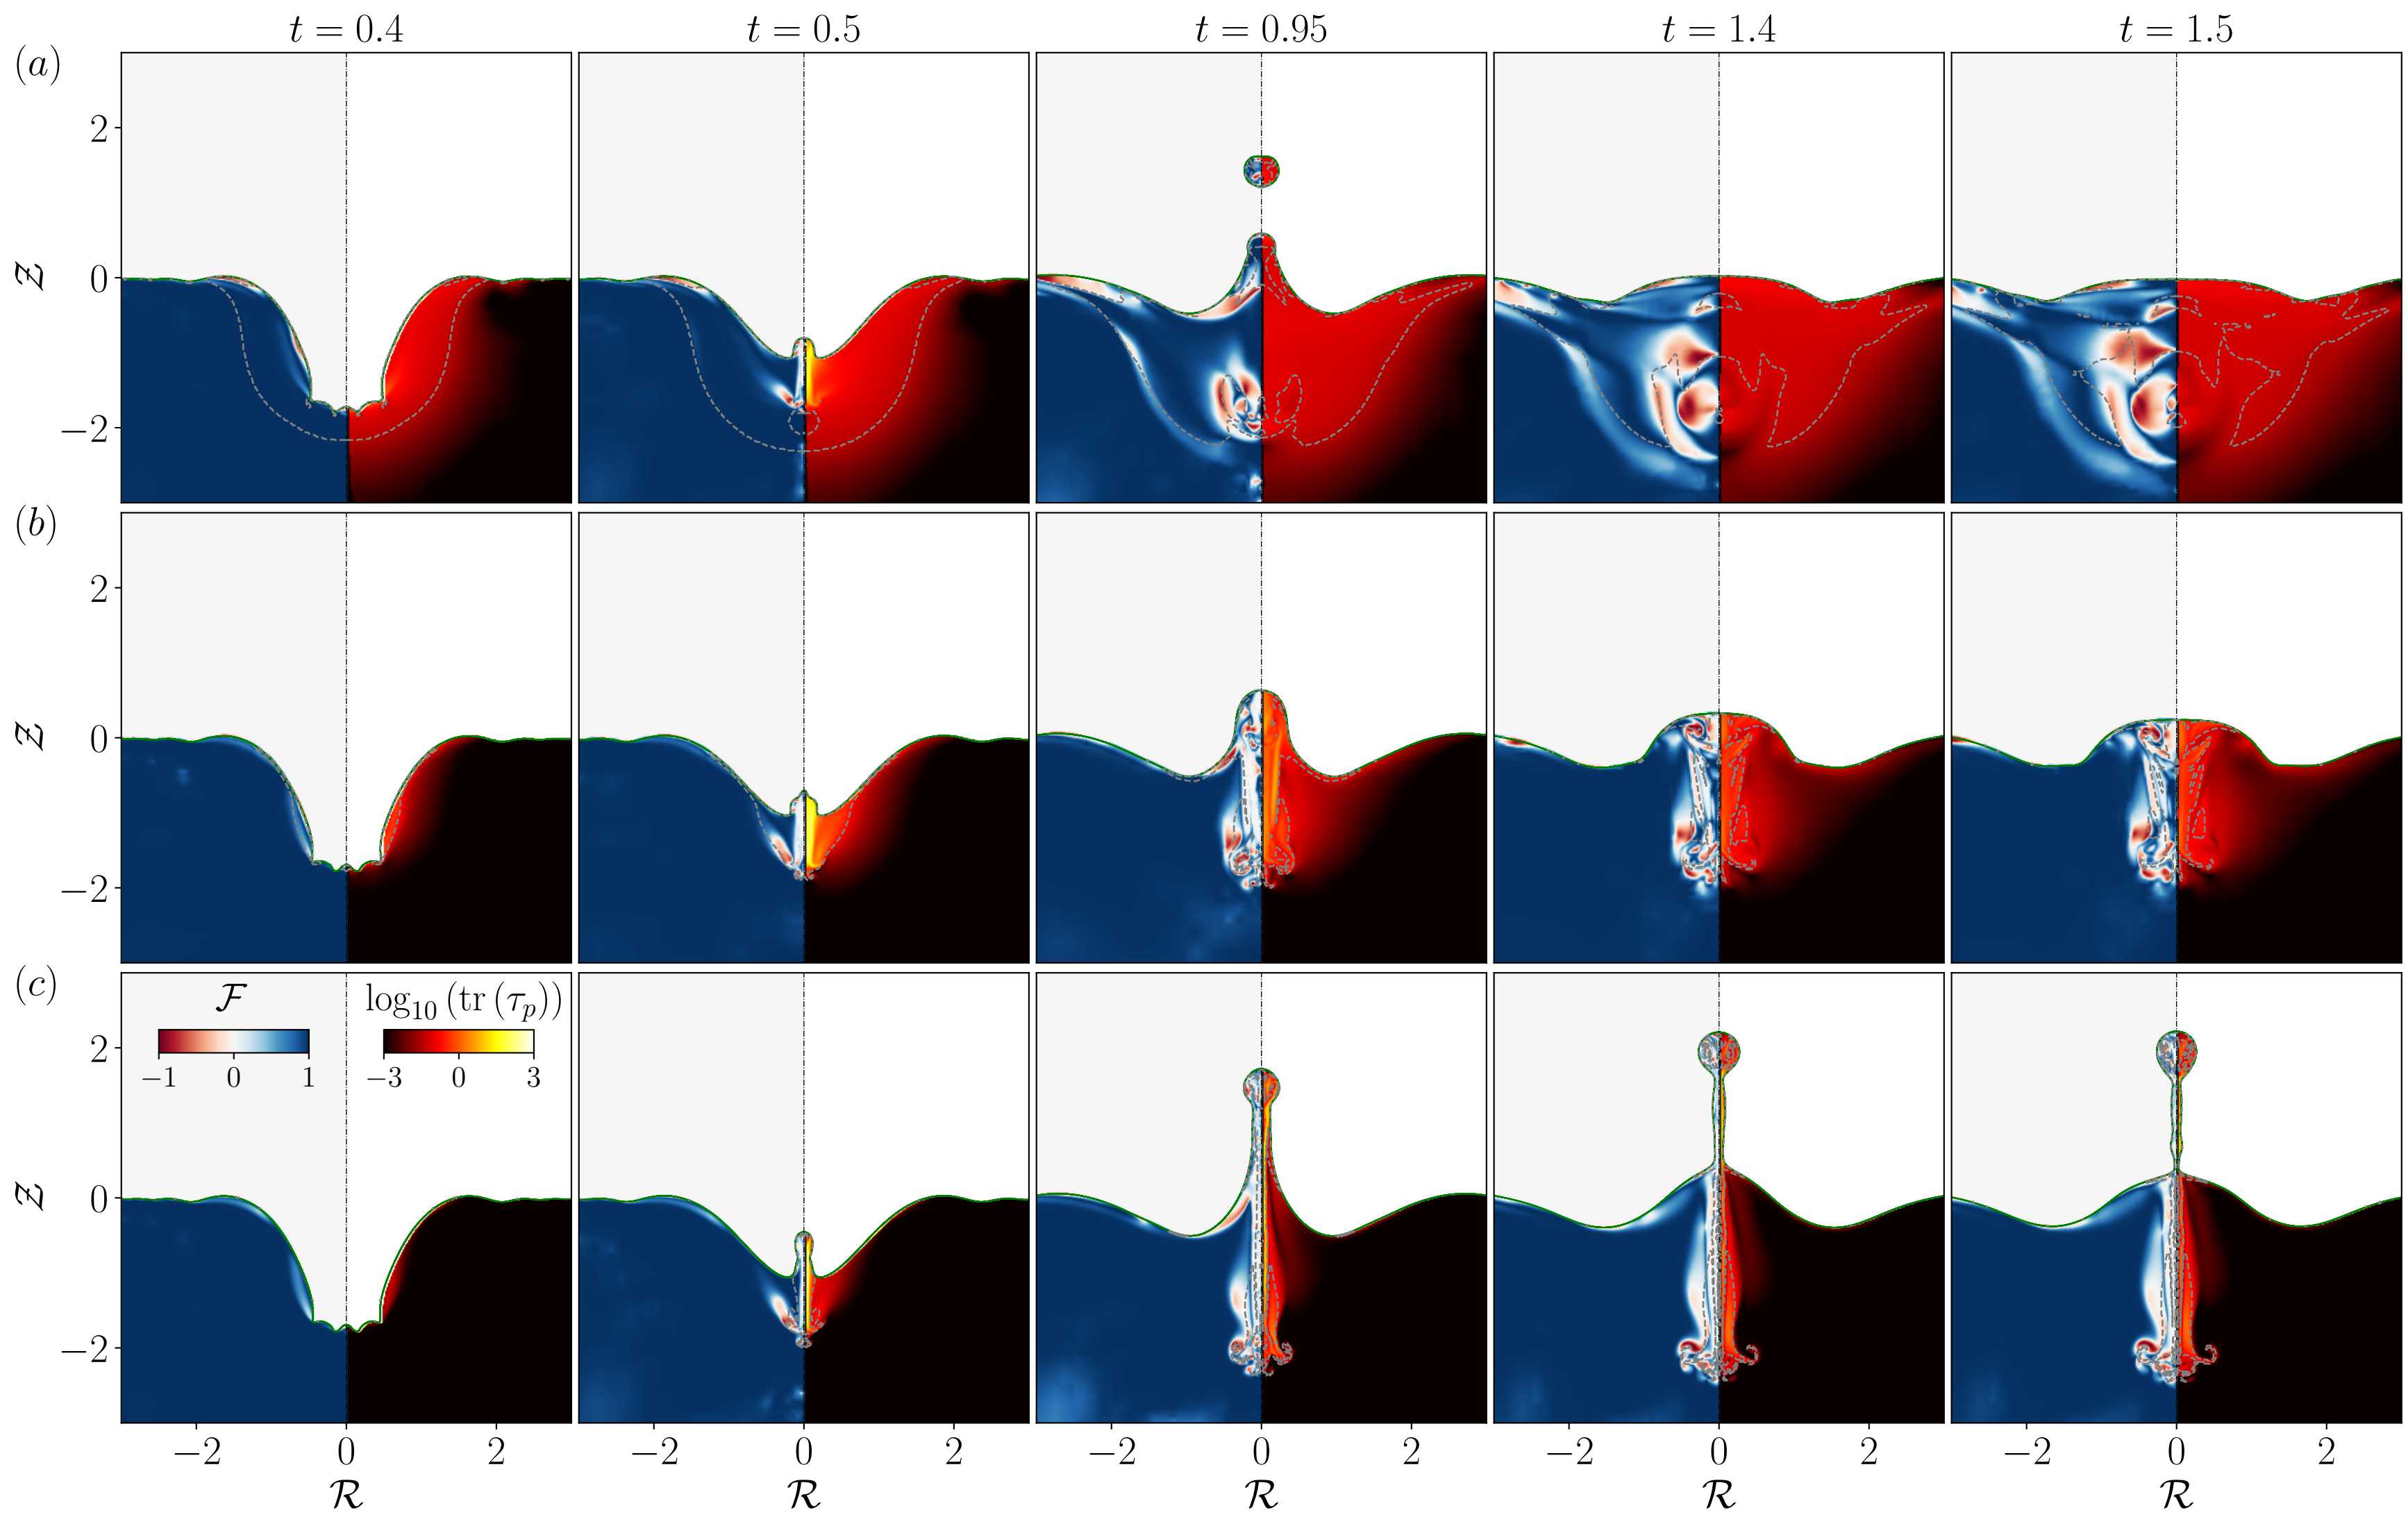 t = 0.4 t = 0.5 t = 0.95 t = 1.4 t = 1.5
(a)
2
0
−2
𝒵
(b)
2
0
−2
𝒵
(c)
ℱ log₁₀ (tr (τₚ))
−1 0 1 −3 0 3
2
0
−2
𝒵
−2 0 2 −2 0 2 −2 0 2 −2 0 2 −2 0 2
ℛ ℛ ℛ ℛ ℛ